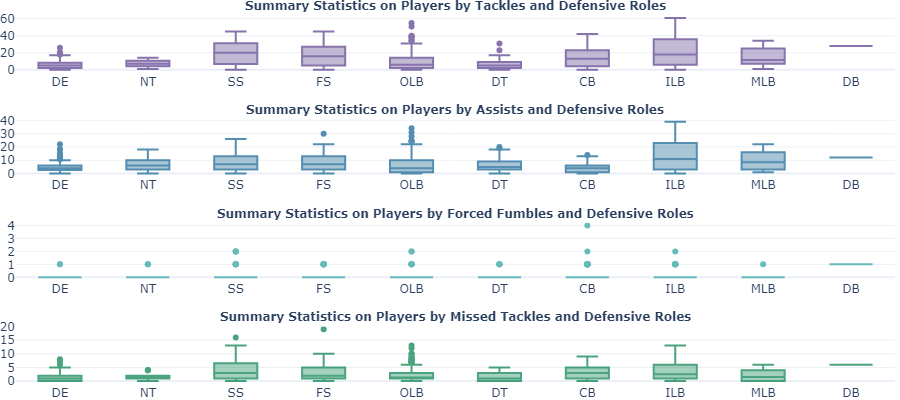 Summary Statistics on Players by Tackles and Defensive Roles
60
40
20
0
DE NT SS FS OLB DT CB ILB MLB DB
Summary Statistics on Players by Assists and Defensive Roles
40
30
20
10
0
DE NT SS FS OLB DT CB ILB MLB DB
Summary Statistics on Players by Forced Fumbles and Defensive Roles
4
3
2
1
0
DE NT SS FS OLB DT CB ILB MLB DB
Summary Statistics on Players by Missed Tackles and Defensive Roles
20
15
10
5
0
DE NT SS FS OLB DT CB ILB MLB DB